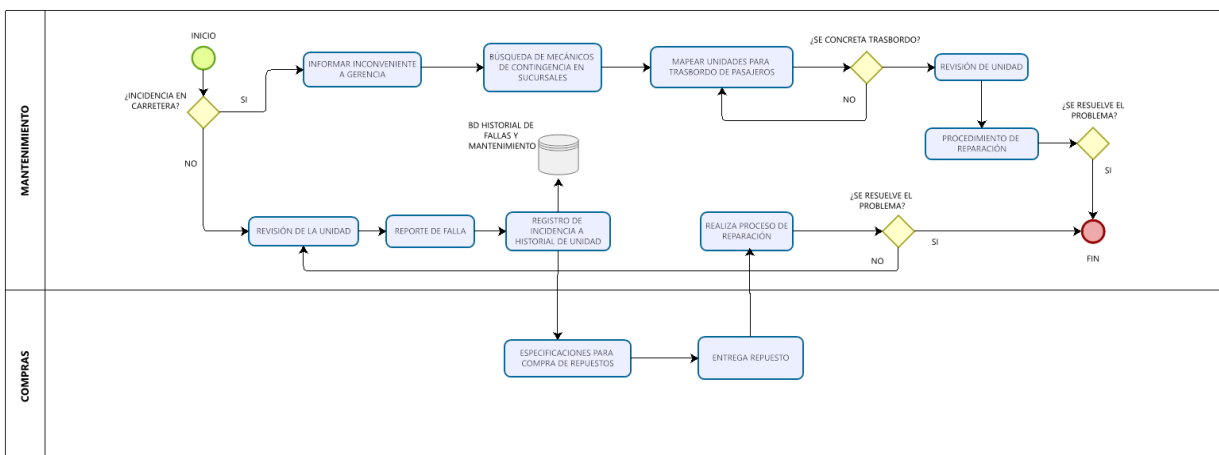 MANTENIMIENTO
INICIO
¿INCIDENCIA EN
CARRETERA?
SI
NO
INFORMAR INCONVENIENTE
A GERENCIA
BÚSQUEDA DE MECÁNICOS
DE CONTINGENCIA EN
SUCURSALES
MAPEAR UNIDADES PARA
TRASBORDO DE PASAJEROS
¿SE CONCRETA TRASBORDO?
NO
REVISIÓN DE UNIDAD
PROCEDIMIENTO DE
REPARACIÓN
¿SE RESUELVE EL
PROBLEMA?
SI
BD HISTORIAL DE
FALLAS Y
MANTENIMIENTO
REVISIÓN DE LA UNIDAD
REPORTE DE FALLA
REGISTRO DE
INCIDENCIA A
HISTORIAL DE UNIDAD
REALIZA PROCESO DE
REPARACIÓN
¿SE RESUELVE EL
PROBLEMA?
SI
NO
FIN
COMPRAS
ESPECIFICACIONES PARA
COMPRA DE REPUESTOS
ENTREGA REPUESTO